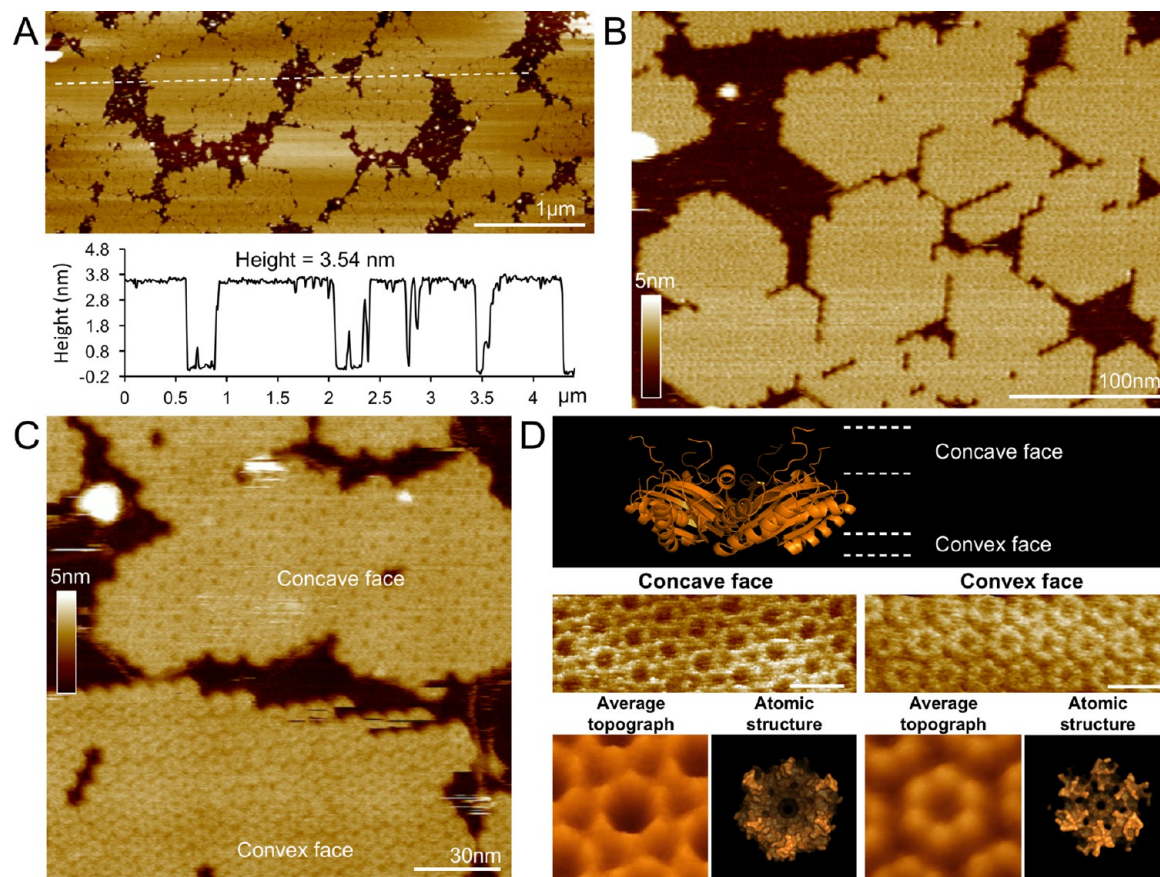 A
1μm
Height = 3.54 nm
Height (nm)
4.8
3.8
2.8
1.8
0.8
-0.2
0
0.5
1
1.5
2
2.5
3
3.5
4
μm
B
5nm
100nm
C
5nm
Concave face
Convex face
30nm
D
Concave face
Convex face
Concave face
Convex face
Average
topograph
Atomic
structure
Average
topograph
Atomic
structure